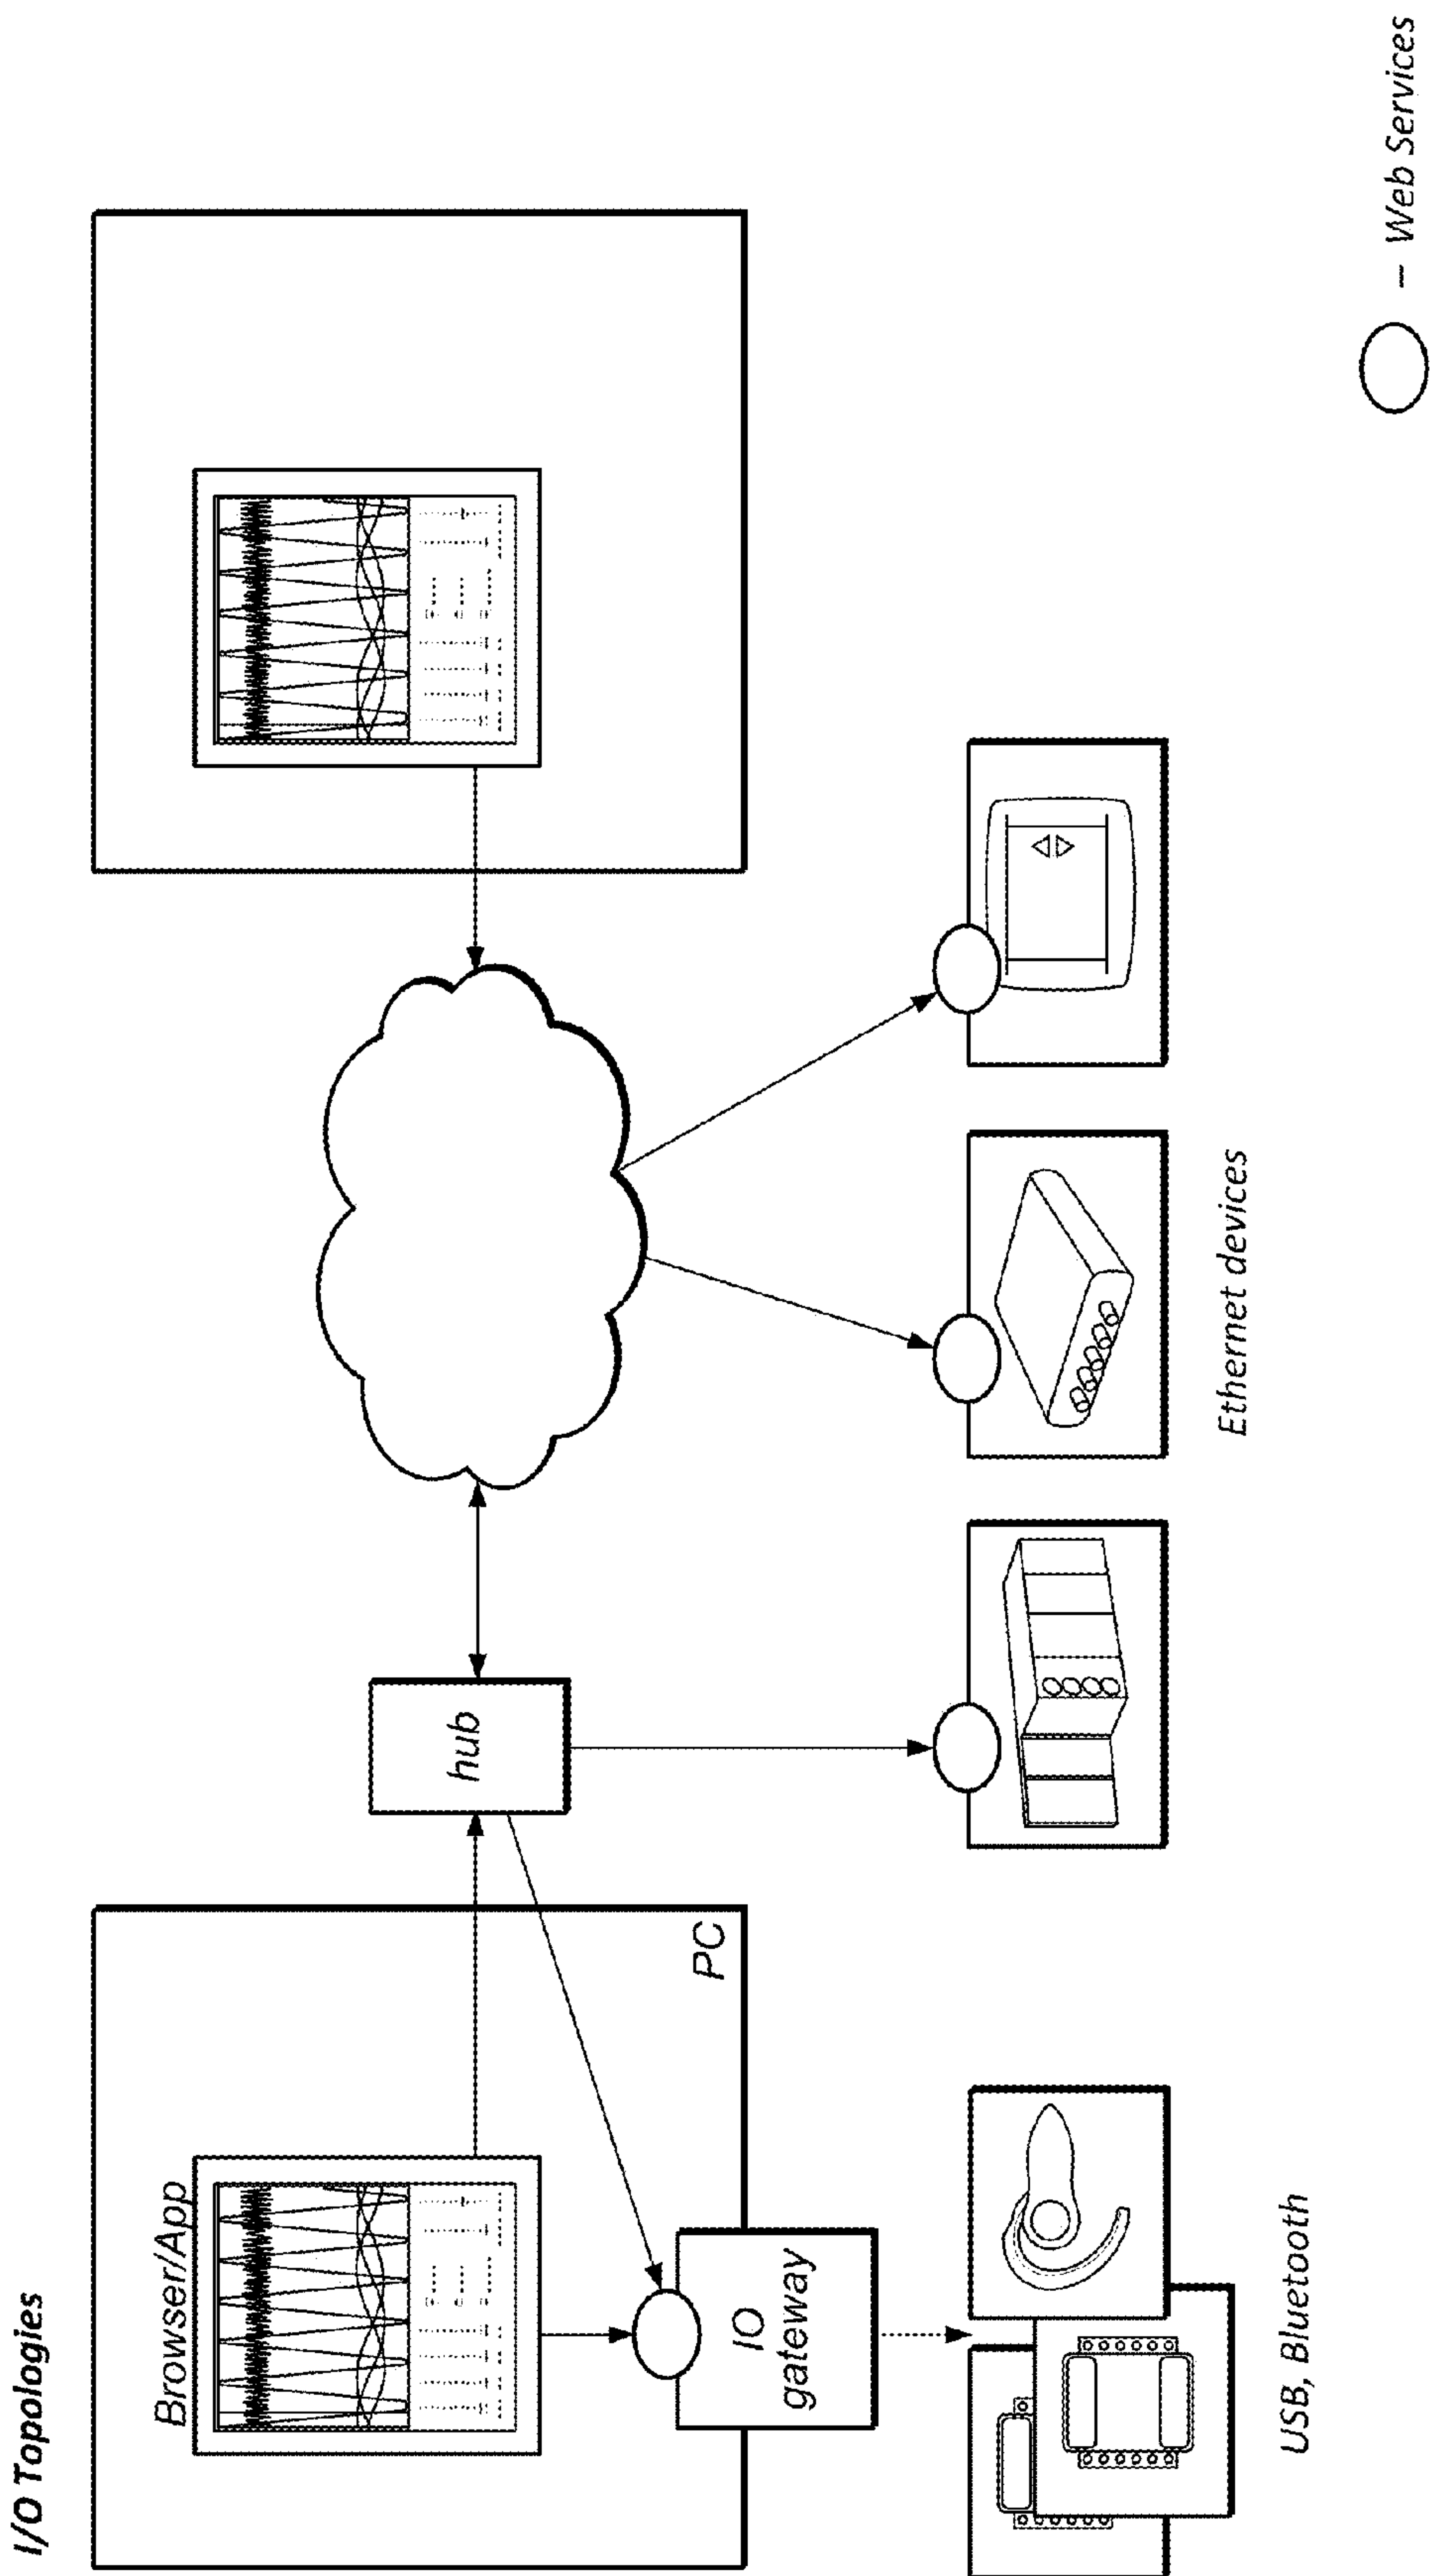 I/O Topologies
Browser/App
PC
IO
gateway
hub
USB, Bluetooth
Ethernet devices
– Web Services